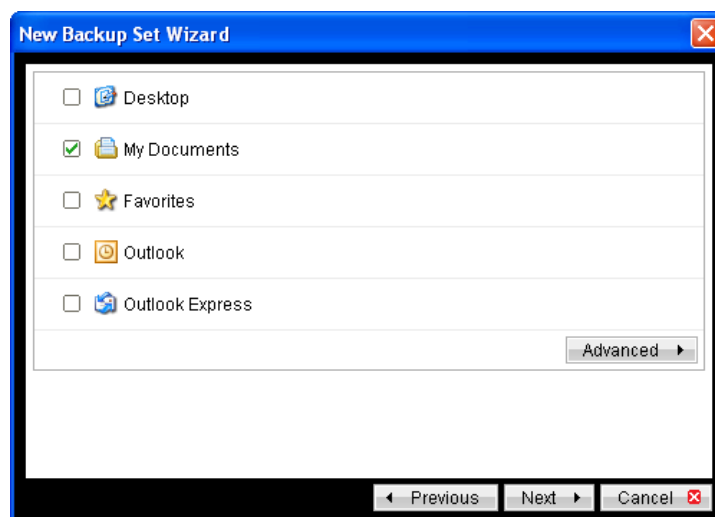 New Backup Set Wizard
Desktop
My Documents
Favorites
Outlook
Outlook Express
Advanced
Previous Next Cancel